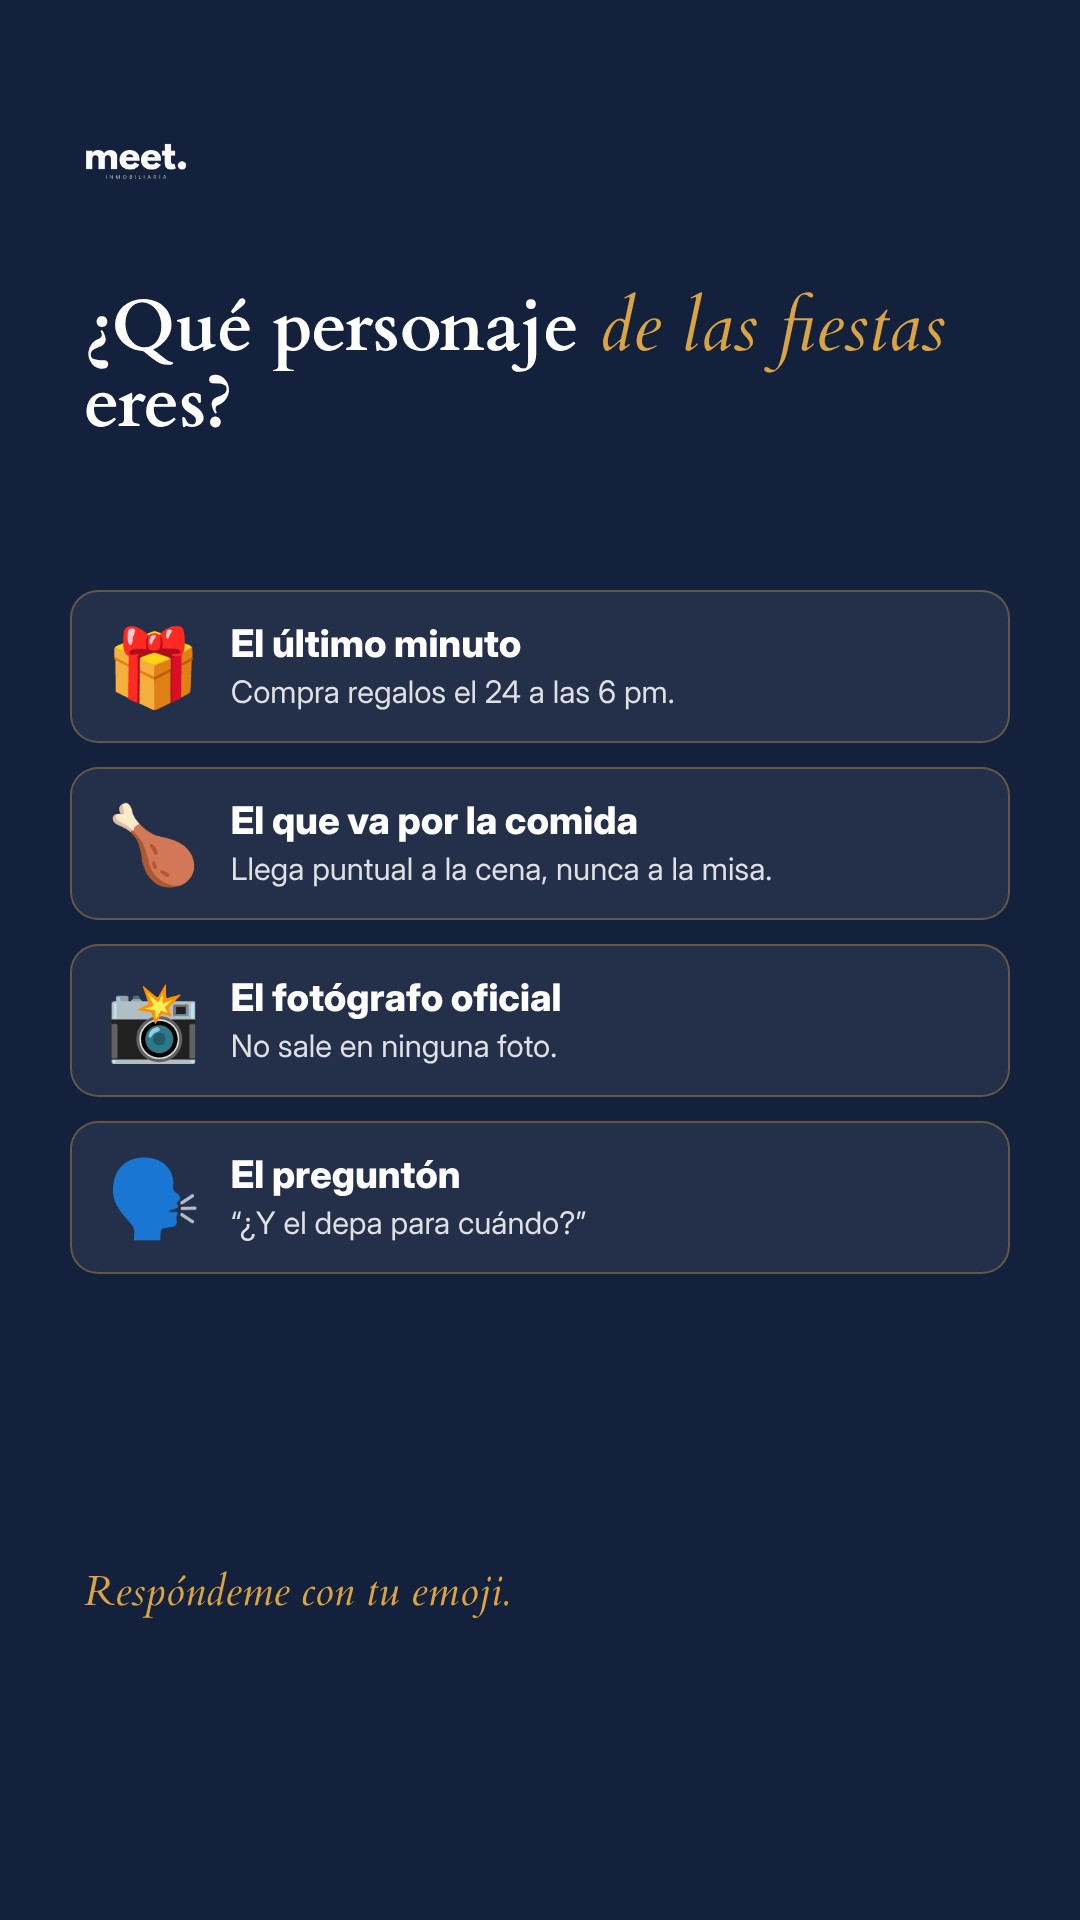 meet.
INMOBILIARIA
¿Qué personaje de las fiestas
eres?
El último minuto
Compra regalos el 24 a las 6 pm.
El que va por la comida
Llega puntual a la cena, nunca a la misa.
El fotógrafo oficial
No sale en ninguna foto.
El preguntón
“¿Y el depa para cuándo?”
Respóndeme con tu emoji.